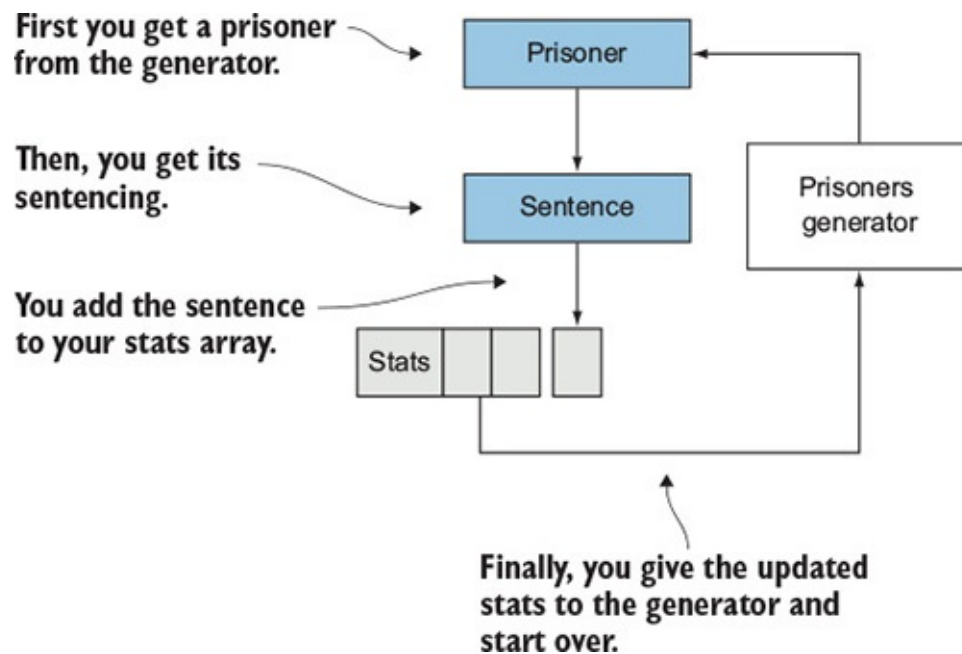 First you get a prisoner
from the generator.
Prisoner
Then, you get its
sentencing.
Sentence
Prisoners
generator
You add the sentence
to your stats array.
Stats
Finally, you give the updated
stats to the generator and
start over.